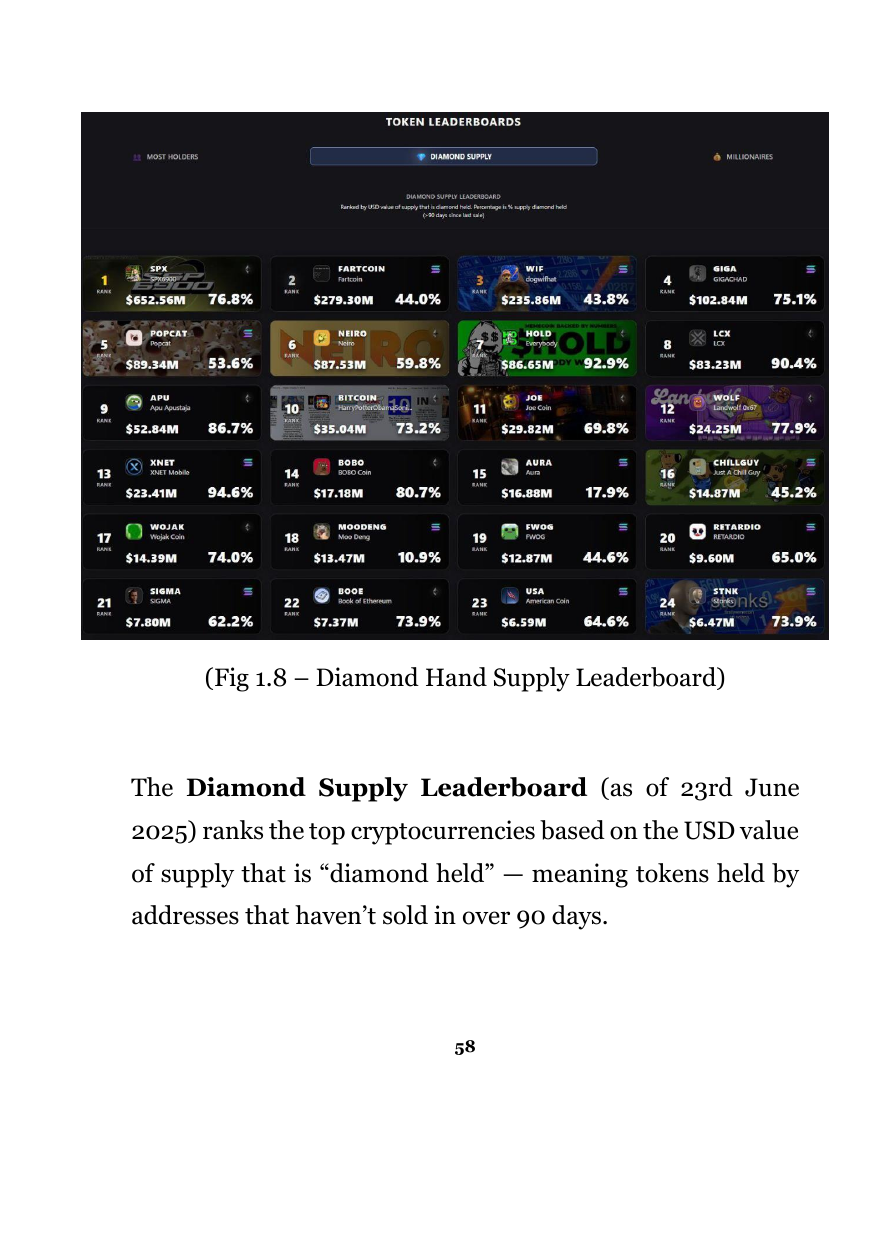 TOKEN LEADERBOARDS
MOST HOLDERS
DIAMOND SUPPLY
MILLIONAIRES
DIAMOND SUPPLY LEADERBOARD
Ranked by USD value of supply that is diamond held. Percentage is % supply diamond held
(>90 days since last sale)
1 RANK SPX SPX6900 $652.56M 76.8%
2 RANK FARTCOIN Fartcoin $279.30M 44.0%
3 RANK WIF dogwifhat $235.86M 43.8%
4 RANK GIGA GIGACHAD $102.84M 75.1%
5 RANK POPCAT Popcat $89.34M 53.6%
6 RANK NEIRO Neiro $87.53M 59.8%
7 RANK HOLD Everybody $86.65M 92.9%
8 RANK LCX LCX $83.23M 90.4%
9 RANK APU Apu Apustaja $52.84M 86.7%
10 RANK BITCOIN HarryPotterObamaSoni... $35.04M 73.2%
11 RANK JOE Joe Coin $29.82M 69.8%
12 RANK WOLF Landwolf 0x67 $24.25M 77.9%
13 RANK XNET XNET Mobile $23.41M 94.6%
14 RANK BOBO BOBO Coin $17.18M 80.7%
15 RANK AURA Aura $16.88M 17.9%
16 RANK CHILLGUY Just A Chill Guy $14.87M 45.2%
17 RANK WOJAK Wojak Coin $14.39M 74.0%
18 RANK MOODENG Moo Deng $13.47M 10.9%
19 RANK FWOG FWOG $12.87M 44.6%
20 RANK RETARDIO RETARDIO $9.60M 65.0%
21 RANK SIGMA SIGMA $7.80M 62.2%
22 RANK BOOE Book of Ethereum $7.37M 73.9%
23 RANK USA American Coin $6.59M 64.6%
24 RANK STNK $6.47M 73.9%
(Fig 1.8 – Diamond Hand Supply Leaderboard)
The Diamond Supply Leaderboard (as of 23rd June
2025) ranks the top cryptocurrencies based on the USD value
of supply that is “diamond held” — meaning tokens held by
addresses that haven’t sold in over 90 days.
58